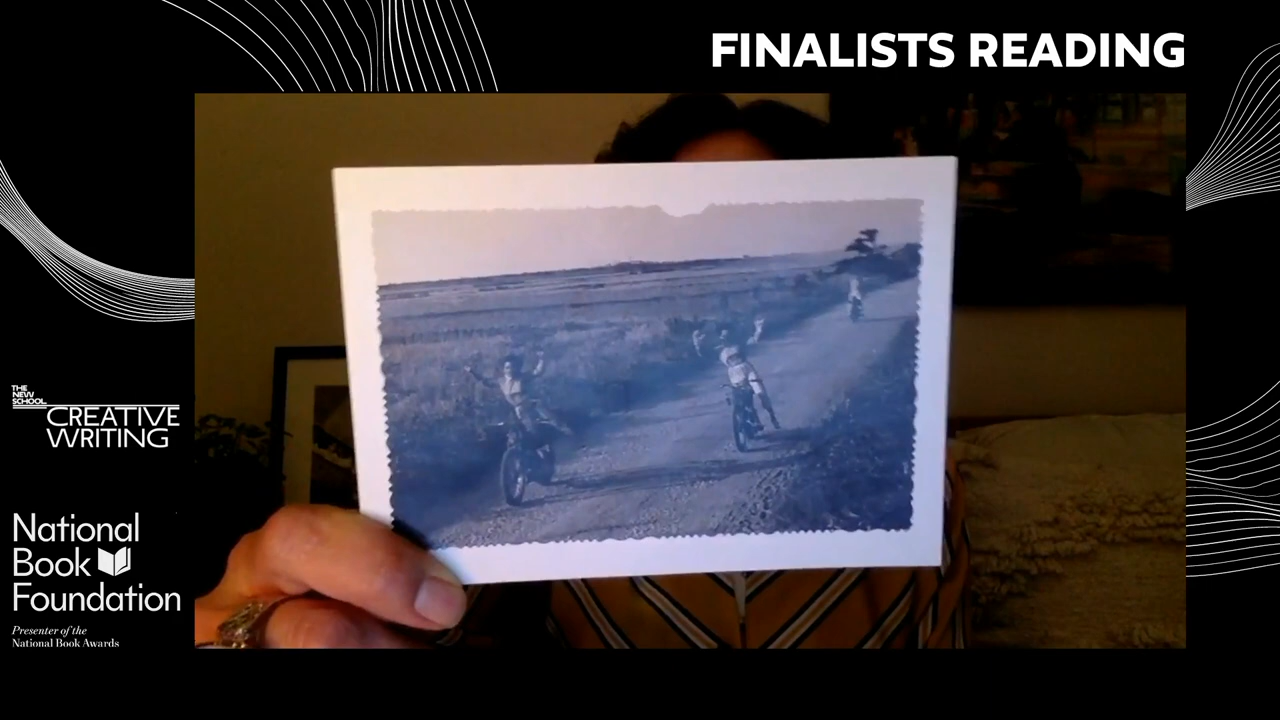 FINALISTS READING
THE
NEW
SCHOOL
CREATIVE
WRITING
National
Book
Foundation
Presenter of the
National Book Awards